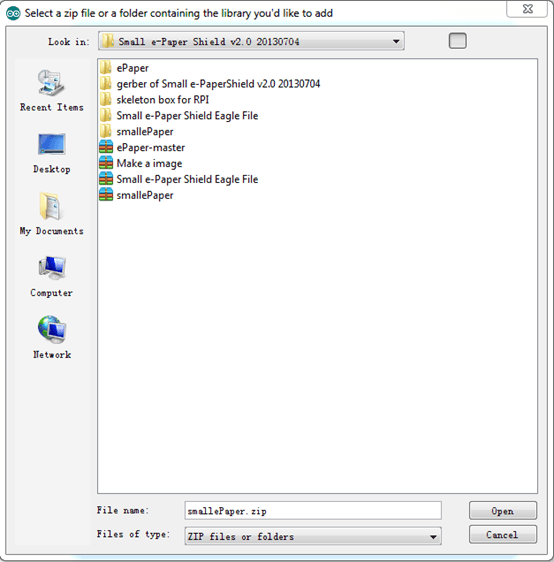 Select a zip file or a folder containing the library you'd like to add
Look in: Small e-Paper Shield v2.0 20130704
ePaper
gerber of Small e-PaperShield v2.0 20130704
skeleton box for RPI
Small e-Paper Shield Eagle File
smallePaper
ePaper-master
Make a image
Small e-Paper Shield Eagle File
smallePaper
Recent Items
Desktop
My Documents
Computer
Network
File name: smallePaper.zip Open
Files of type: ZIP files or folders Cancel